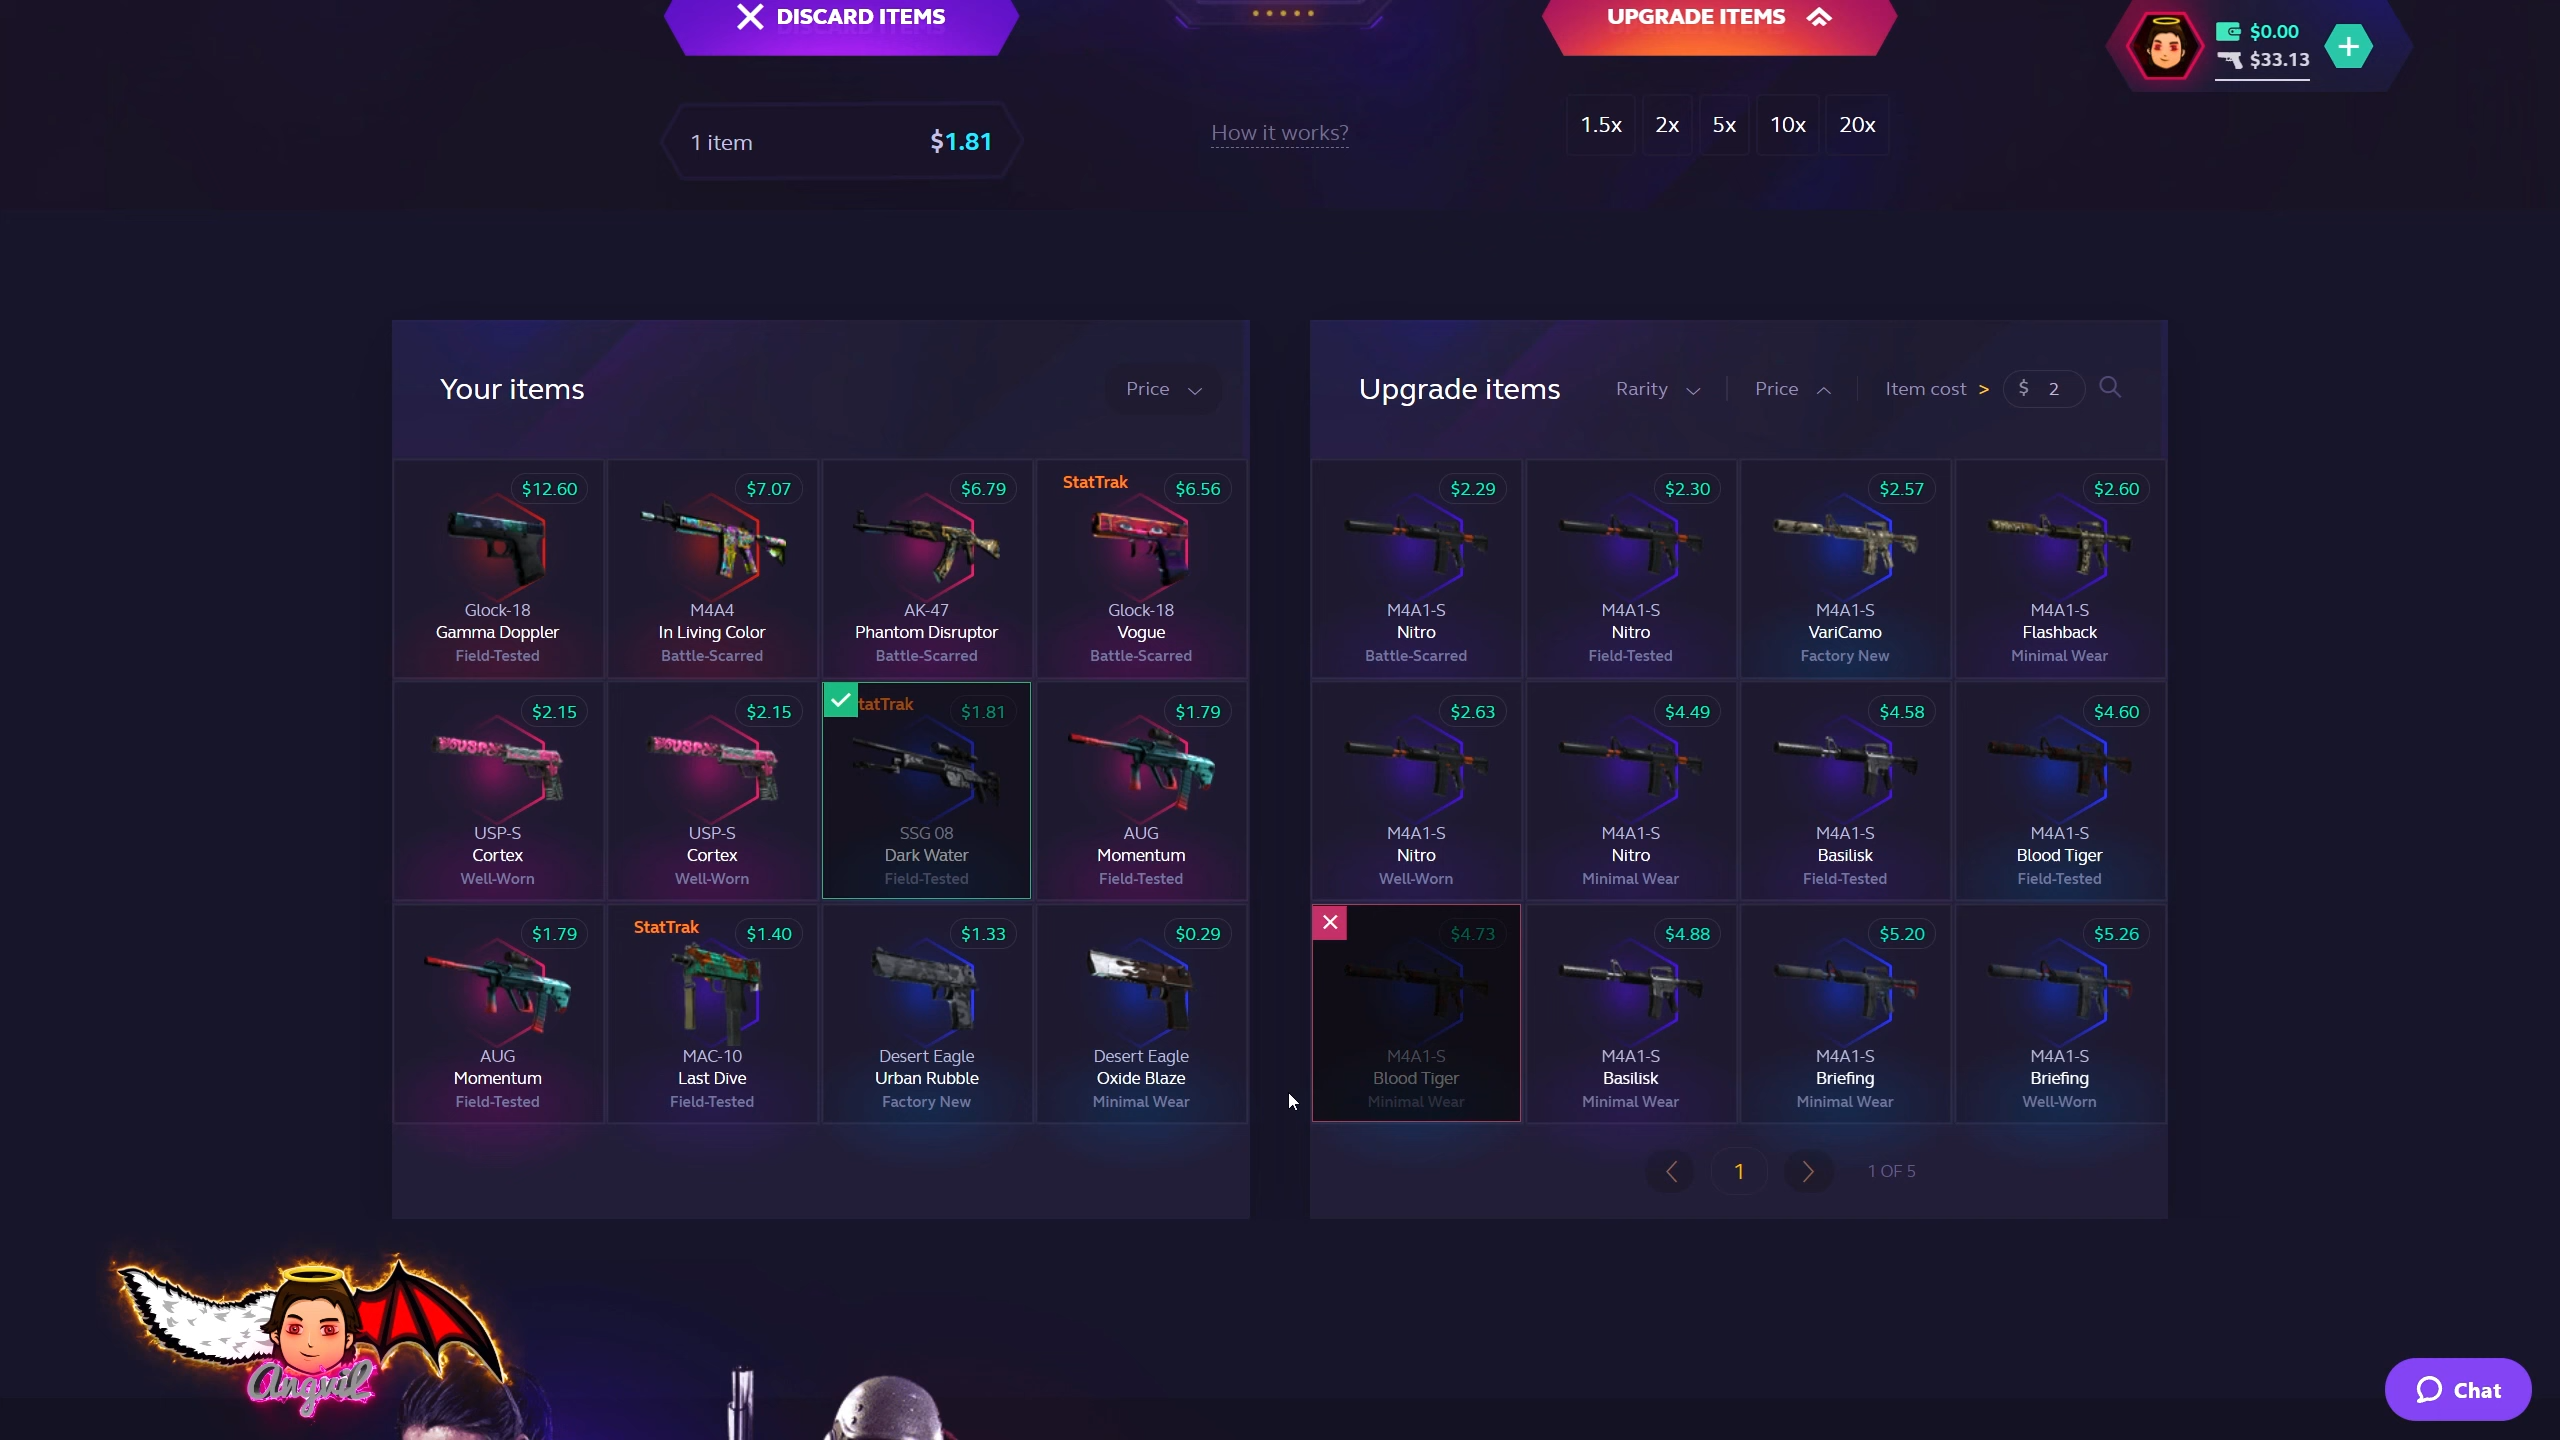 DISCARD ITEMS
UPGRADE ITEMS
$0.00
$33.13
1 item
$1.81
How it works?
1.5x
2x
5x
10x
20x
Your items
Price
Upgrade items
Rarity
Price
Item cost >
$ 2
$12.60
Glock-18
Gamma Doppler
Field-Tested
$7.07
M4A4
In Living Color
Battle-Scarred
$6.79
AK-47
Phantom Disruptor
Battle-Scarred
StatTrak
$6.56
Glock-18
Vogue
Battle-Scarred
$2.15
USP-S
Cortex
Well-Worn
$2.15
USP-S
Cortex
Well-Worn
tatTrak
$1.81
SSG 08
Dark Water
Field-Tested
$1.79
AUG
Momentum
Field-Tested
$1.79
AUG
Momentum
Field-Tested
StatTrak
$1.40
MAC-10
Last Dive
Field-Tested
$1.33
Desert Eagle
Urban Rubble
Factory New
$0.29
Desert Eagle
Oxide Blaze
Minimal Wear
$2.29
M4A1-S
Nitro
Battle-Scarred
$2.30
M4A1-S
Nitro
Field-Tested
$2.57
M4A1-S
VariCamo
Factory New
$2.60
M4A1-S
Flashback
Minimal Wear
$2.63
M4A1-S
Nitro
Well-Worn
$4.49
M4A1-S
Nitro
Minimal Wear
$4.58
M4A1-S
Basilisk
Field-Tested
$4.60
M4A1-S
Blood Tiger
Field-Tested
$4.73
M4A1-S
Blood Tiger
Minimal Wear
$4.88
M4A1-S
Basilisk
Minimal Wear
$5.20
M4A1-S
Briefing
Minimal Wear
$5.26
M4A1-S
Briefing
Well-Worn
1
1 OF 5
Angvil
Chat